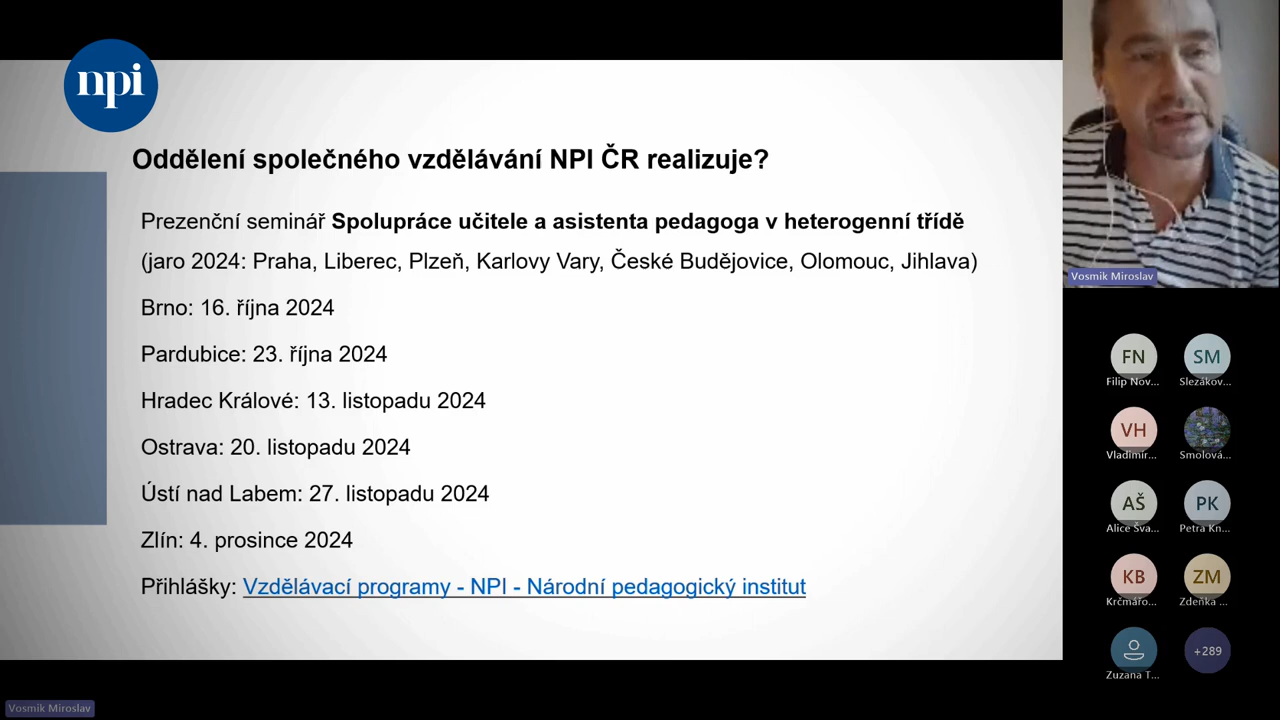 npi
Oddělení společného vzdělávání NPI ČR realizuje?
Prezenční seminář Spolupráce učitele a asistenta pedagoga v heterogenní třídě
(jaro 2024: Praha, Liberec, Plzeň, Karlovy Vary, České Budějovice, Olomouc, Jihlava)
Brno: 16. října 2024
Pardubice: 23. října 2024
Hradec Králové: 13. listopadu 2024
Ostrava: 20. listopadu 2024
Ústí nad Labem: 27. listopadu 2024
Zlín: 4. prosince 2024
Přihlášky: Vzdělávací programy - NPI - Národní pedagogický institut
Vosmik Miroslav
FN SM
Filip Nov... Slezákov...
VH
Vladimír... Smolová...
AŠ PK
Alice Šva... Petra Kn...
KB ZM
Krčmářo... Zdeňka ...
+289
Zuzana T...
Vosmik Miroslav